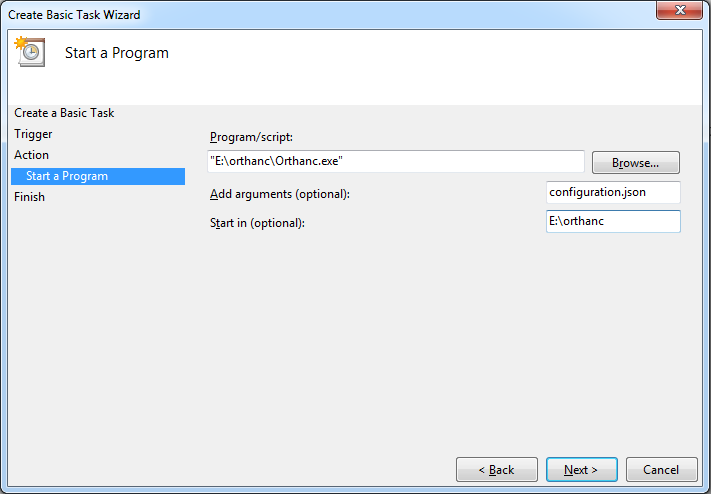 Create Basic Task Wizard
Start a Program
Create a Basic Task
Trigger
Action
Start a Program
Finish
Program/script:
"E:\orthanc\Orthanc.exe"
Browse...
Add arguments (optional):
configuration.json
Start in (optional):
E:\orthanc
< Back
Next >
Cancel